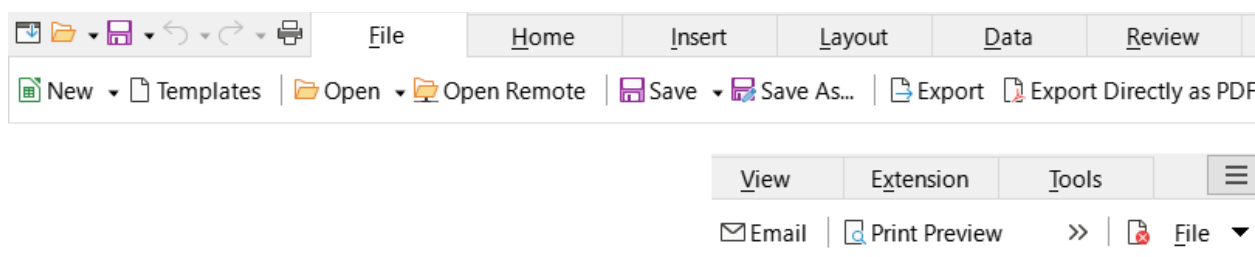 File Home Insert Layout Data Review
New Templates Open Open Remote Save Save As... Export Export Directly as PDF
View Extension Tools
Email Print Preview File